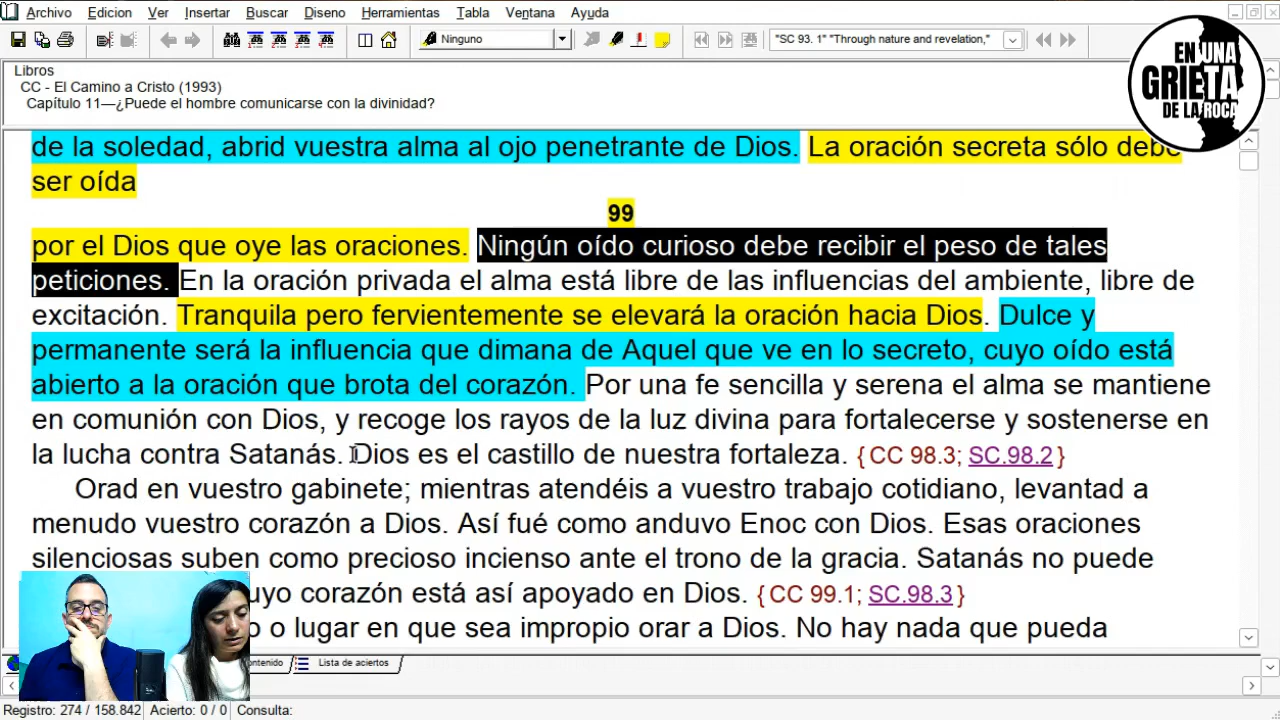 Archivo Edición Ver Insertar Buscar Diseño Herramientas Tabla Ventana Ayuda
Ninguno "SC 93. 1" "Through nature and revelation,"
EN UNA
GRIETA
DE LA ROCA
Libros
CC - El Camino a Cristo (1993)
Capítulo 11—¿Puede el hombre comunicarse con la divinidad?
de la soledad, abrid vuestra alma al ojo penetrante de Dios. La oración secreta sólo debe
ser oída
99
por el Dios que oye las oraciones. Ningún oído curioso debe recibir el peso de tales
peticiones. En la oración privada el alma está libre de las influencias del ambiente, libre de
excitación. Tranquila pero fervientemente se elevará la oración hacia Dios. Dulce y
permanente será la influencia que dimana de Aquel que ve en lo secreto, cuyo oído está
abierto a la oración que brota del corazón. Por una fe sencilla y serena el alma se mantiene
en comunión con Dios, y recoge los rayos de la luz divina para fortalecerse y sostenerse en
la lucha contra Satanás. Dios es el castillo de nuestra fortaleza. { CC 98.3; SC.98.2 }
Orad en vuestro gabinete; mientras atendéis a vuestro trabajo cotidiano, levantad a
menudo vuestro corazón a Dios. Así fué como anduvo Enoc con Dios. Esas oraciones
silenciosas suben como precioso incienso ante el trono de la gracia. Satanás no puede
uyo corazón está así apoyado en Dios. { CC 99.1; SC.98.3 }
o o lugar en que sea impropio orar a Dios. No hay nada que pueda
ntenido Lista de aciertos
Registro: 274 / 158.842 Acierto: 0 / 0 Consulta: